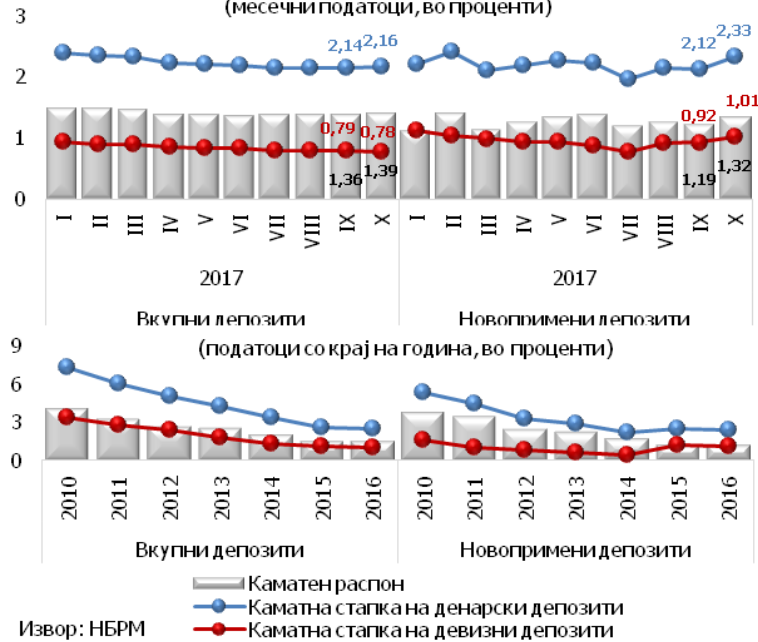 (месечни податоци, во проценти)
3
2
1
0
2,14 2,16
0,79 0,78
1,36 1,39
2,12 2,33
0,92 1,01
1,19 1,32
I II III IV V VI VII VIII IX X
I II III IV V VI VII VIII IX X
2017 2017
Вкупни депозити Новопримени депозити
(податоци со крај на година, во проценти)
9
6
3
0
2010 2011 2012 2013 2014 2015 2016
2010 2011 2012 2013 2014 2015 2016
Вкупни депозити Новопримени депозити
Каматен распон
Каматна стапка на денарски депозити
Каматна стапка на девизни депозити
Извор: НБРМ